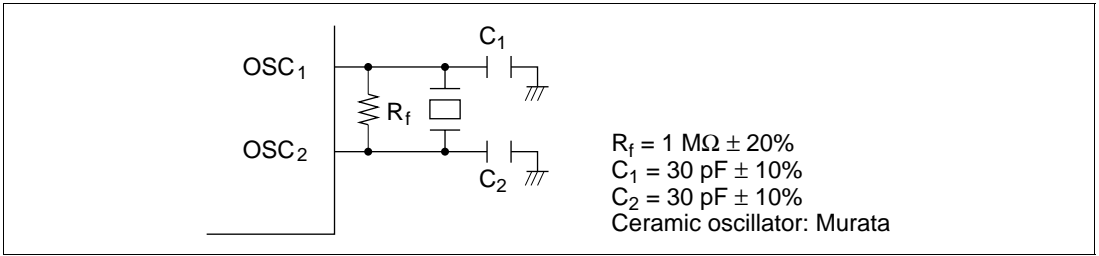 C1
OSC1
Rf
OSC2
C2
Rf = 1 MΩ ± 20%
C1 = 30 pF ± 10%
C2 = 30 pF ± 10%
Ceramic oscillator: Murata